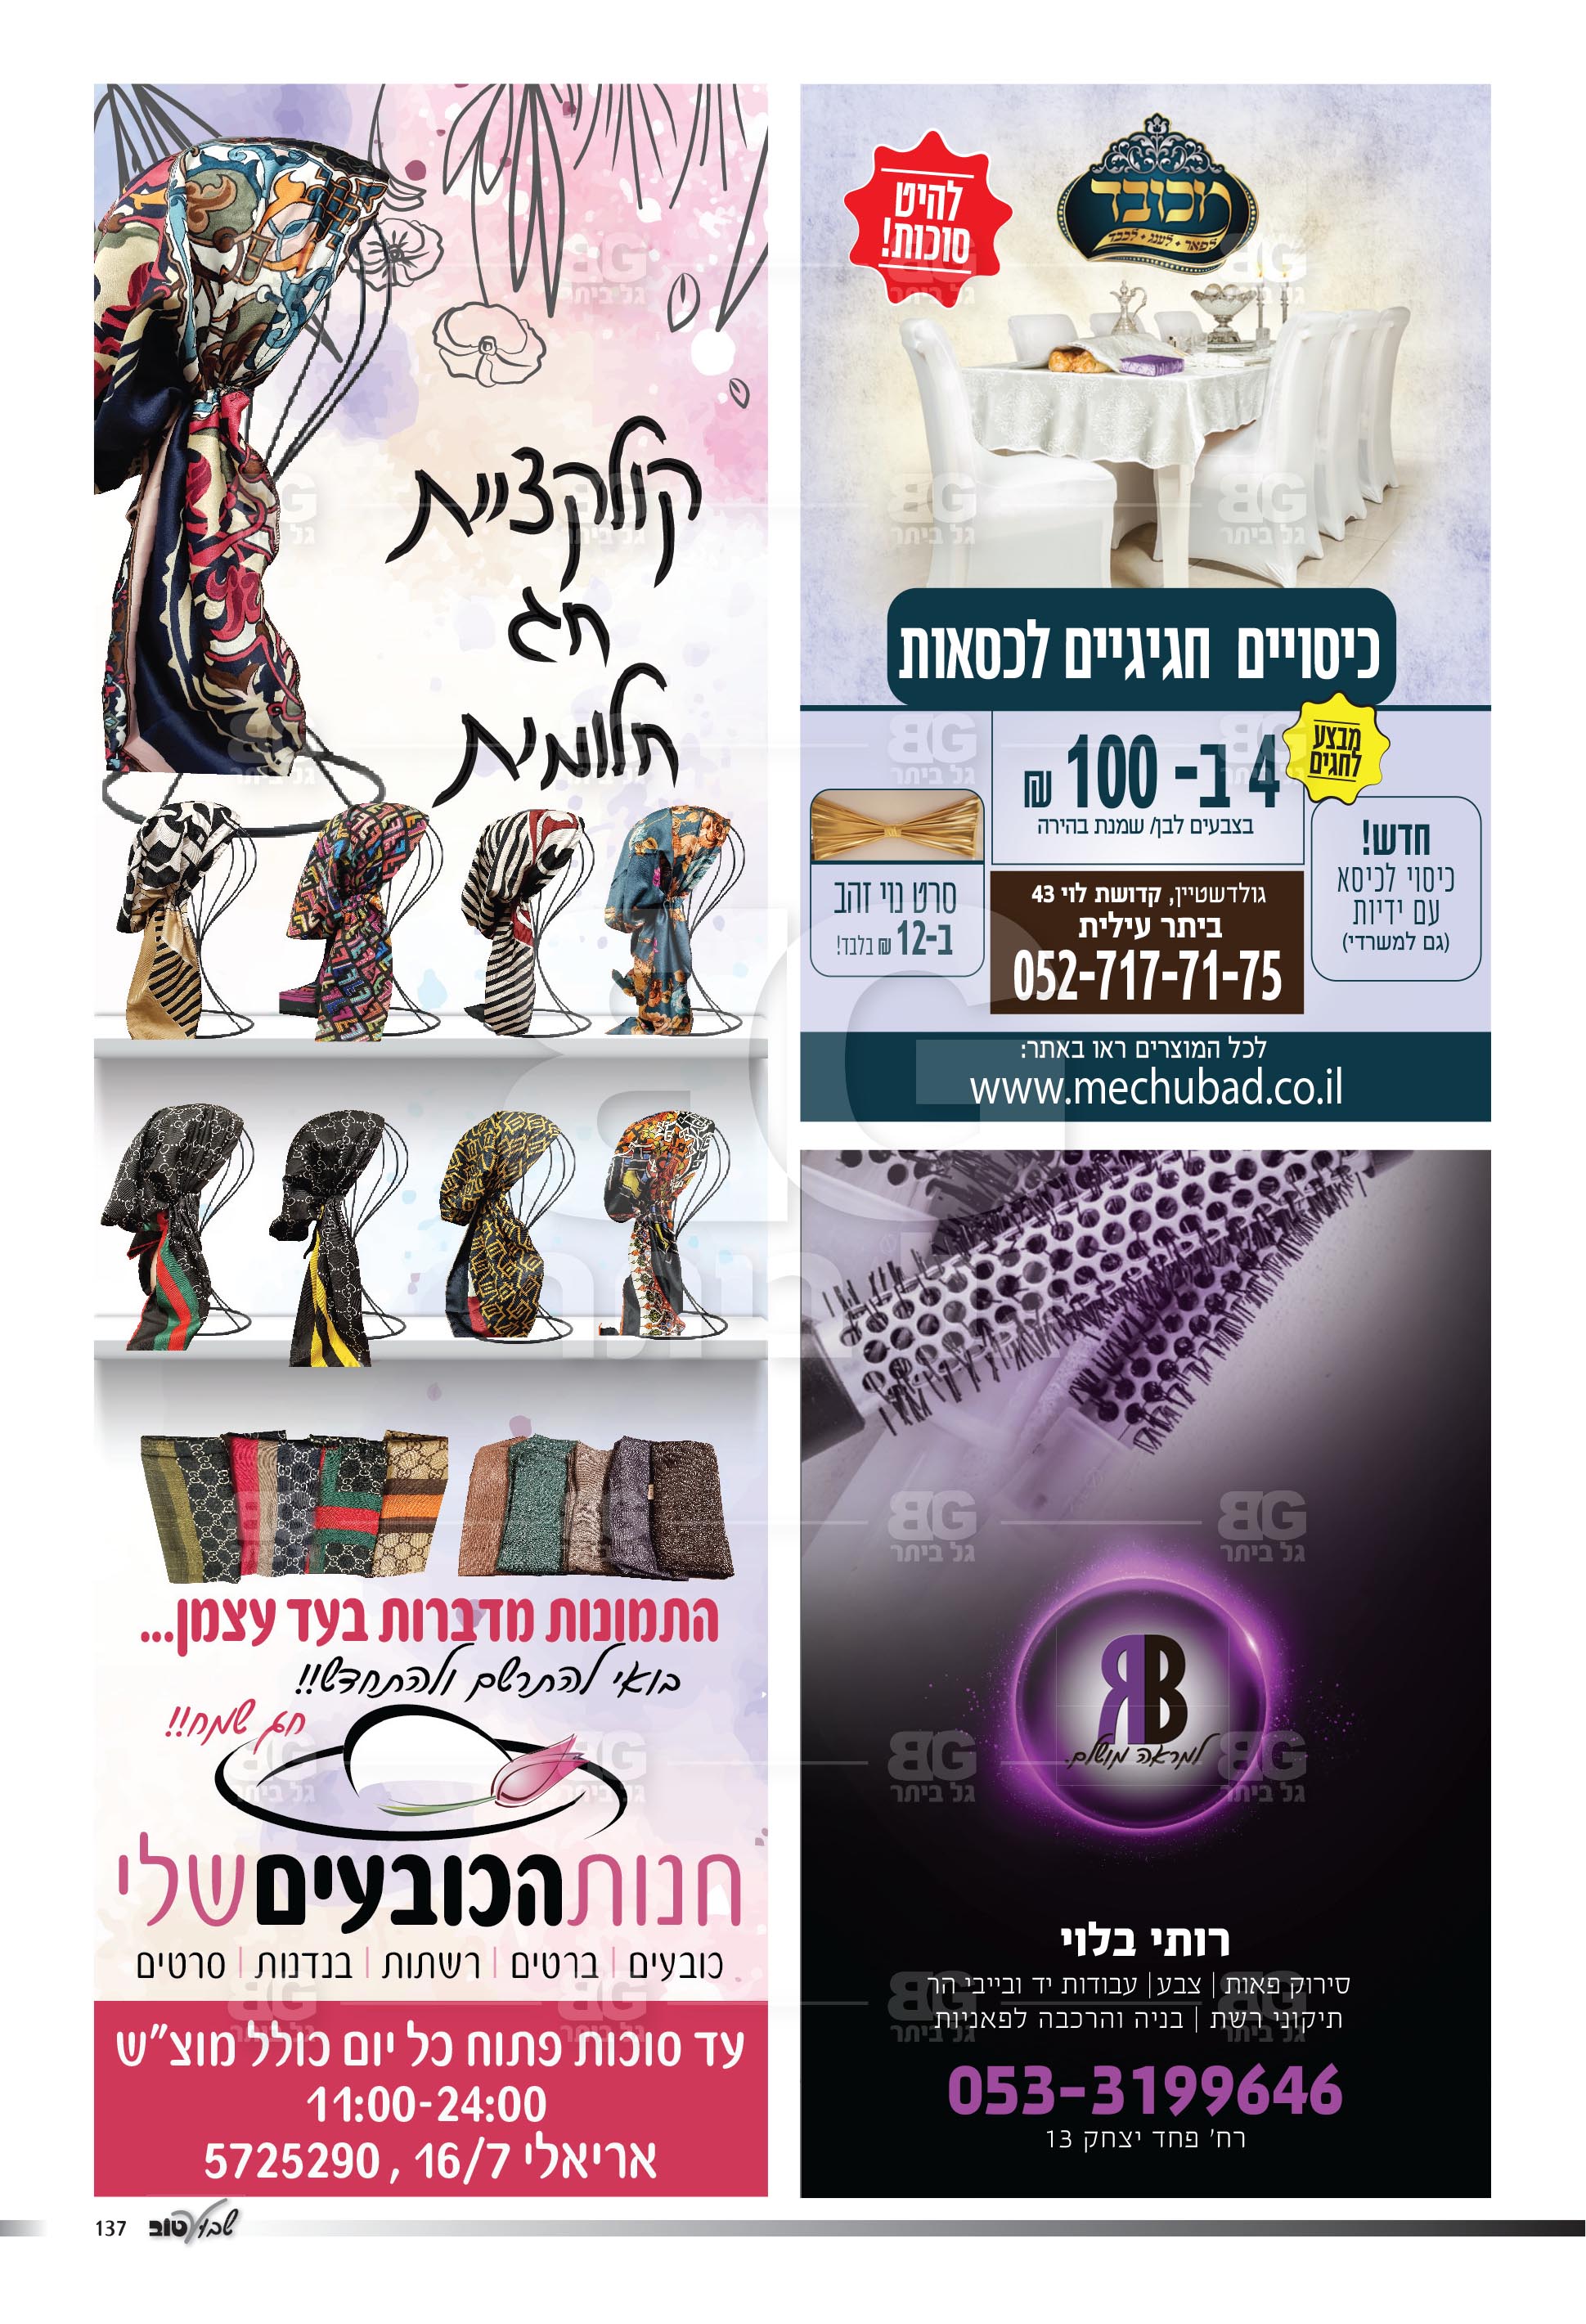 להיט
סוכות!
מכובד
לפאר • לענג • לכבד
כיסויים חגיגיים לכסאות
מבצע
לחגים
4 ב- 100 ₪
בצבעים לבן/ שמנת בהירה
חדש!
כיסוי לכיסא
עם ידיות
(גם למשרדי)
סרט נוי זהב
ב-12 ₪ בלבד!
גולדשטיין, קדושת לוי 43
ביתר עילית
052-717-71-75
לכל המוצרים ראו באתר:
www.mechubad.co.il
קולקציית
חג
חלומית
התמונות מדברות בעד עצמן...
בואי להתרשם ולהתחדש!!
חג שמח!!
חנות הכובעים שלי
כובעים | ברטים | רשתות | בנדנות | סרטים
עד סוכות פתוח כל יום כולל מוצ"ש
11:00-24:00
אריאלי 16/7 , 5725290
RB
למראה מושלם.
רותי בלוי
סירוק פאות | צבע | עבודות יד ובייבי הר
תיקוני רשת | בניה והרכבה לפאניות
053-3199646
רח' פחד יצחק 13
137 שבוע טוב
BG
גל ביתר